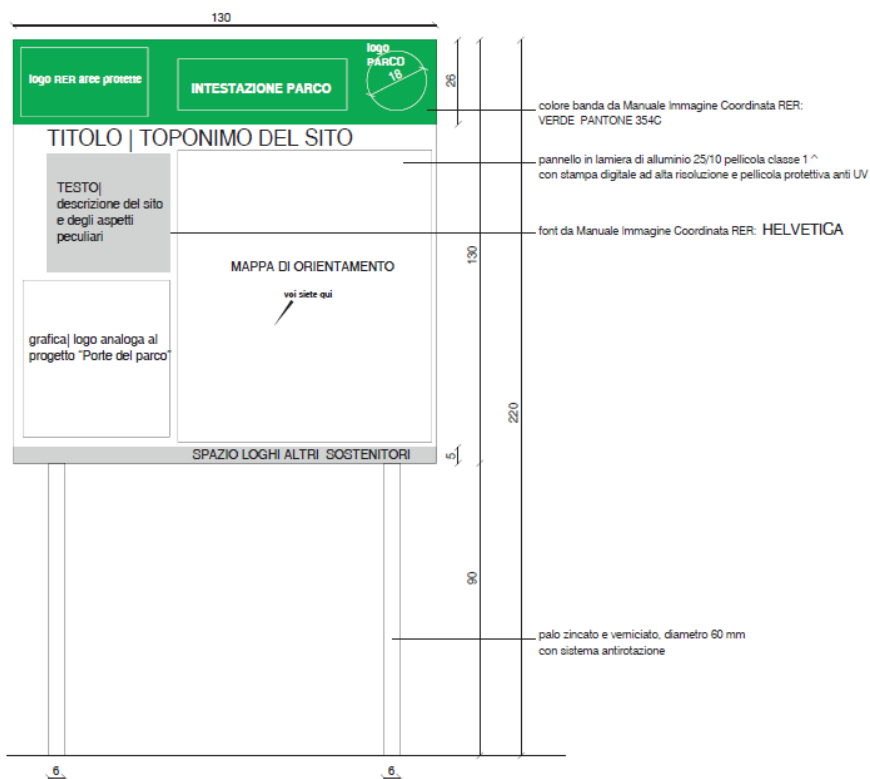 130
logo RER aree protette
INTESTAZIONE PARCO
logo
PARCO
18
26
colore banda da Manuale Immagine Coordinata RER:
VERDE PANTONE 354C
TITOLO | TOPONIMO DEL SITO
pannello in lamiera di alluminio 25/10 pellicola classe 1^
con stampa digitale ad alta risoluzione e pellicola protettiva anti UV
TESTO|
descrizione del sito
e degli aspetti
peculiari
font da Manuale Immagine Coordinata RER: HELVETICA
130
MAPPA DI ORIENTAMENTO
voi siete qui
grafica| logo analoga al
progetto "Porte del parco"
220
SPAZIO LOGHI ALTRI SOSTENITORI
5
90
palo zincato e verniciato, diametro 60 mm
con sistema antirotazione
6
6